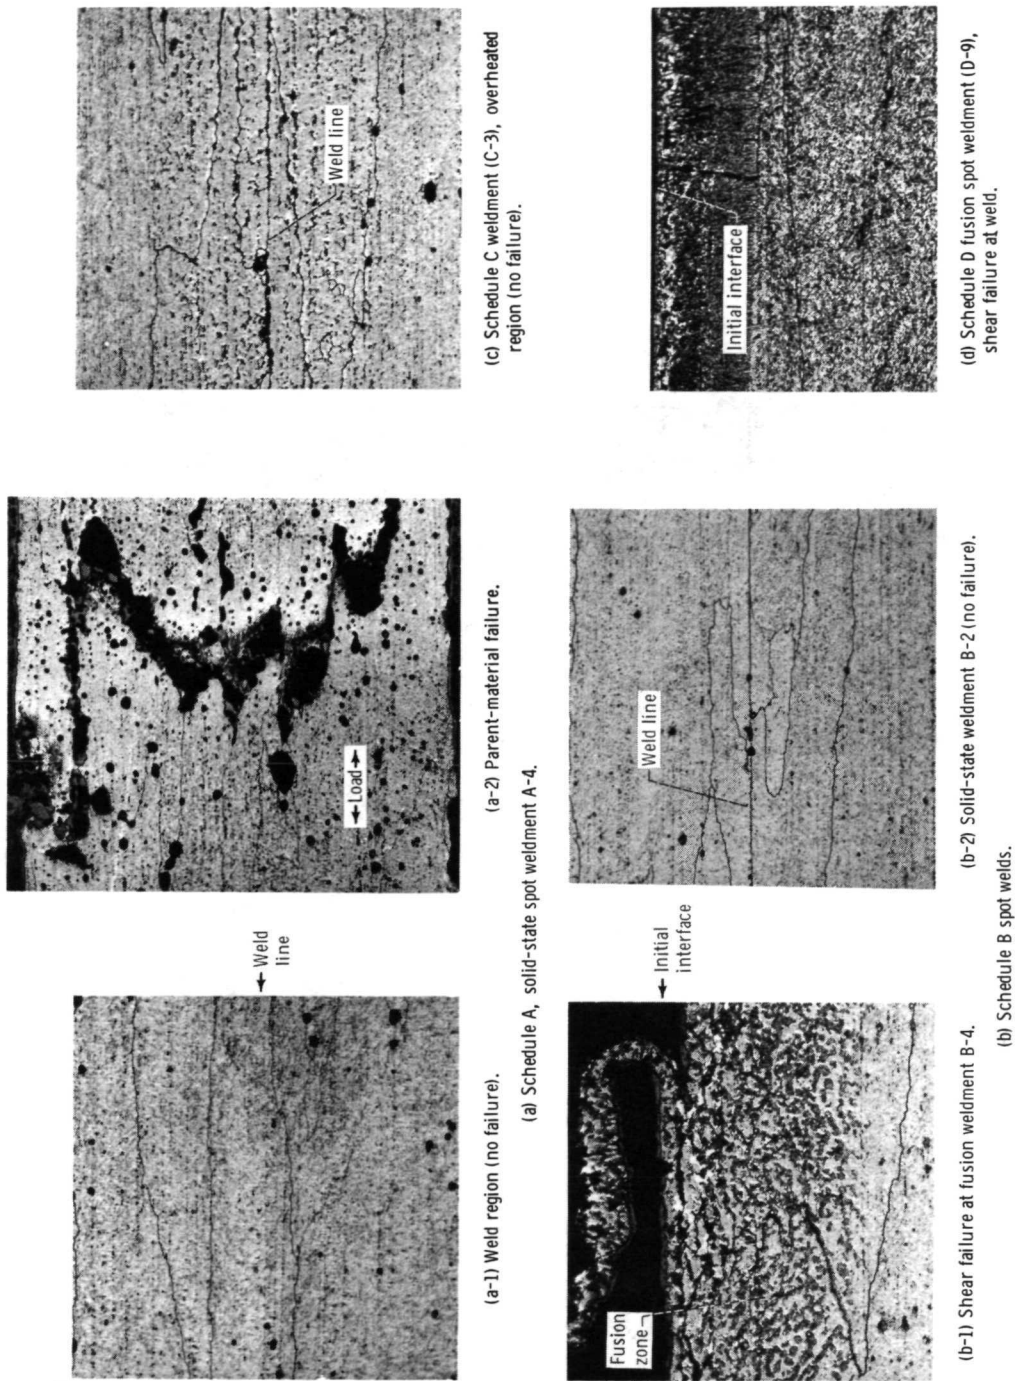 Weld
line
(a-1) Weld region (no failure).
Load
(a-2) Parent-material failure.
(a) Schedule A, solid-state spot weldment A-4.
Weld line
(c) Schedule C weldment (C-3), overheated
region (no failure).
Initial
interface
Fusion
zone
(b-1) Shear failure at fusion weldment B-4.
Weld line
(b-2) Solid-state weldment B-2 (no failure).
(b) Schedule B spot welds.
Initial interface
(d) Schedule D fusion spot weldment (D-9),
shear failure at weld.